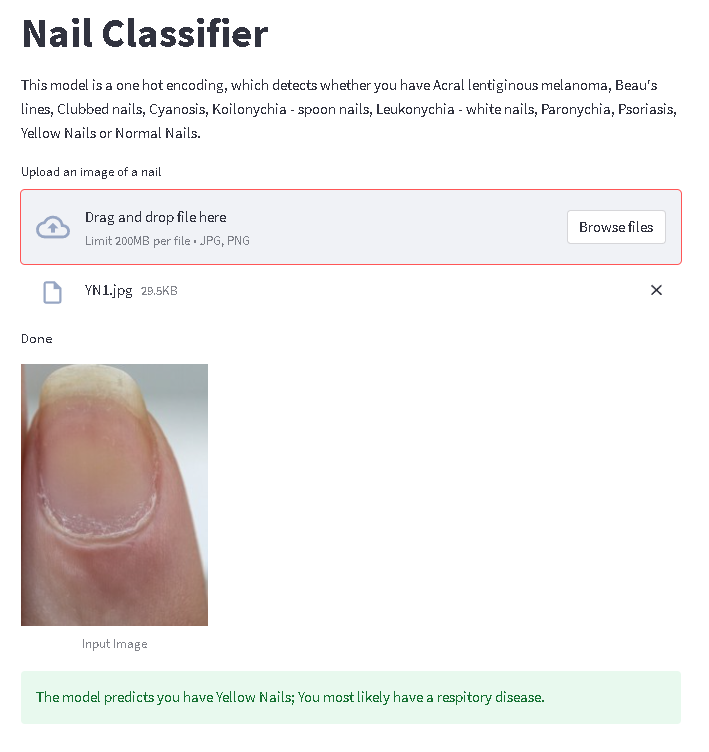 Nail Classifier
This model is a one hot encoding, which detects whether you have Acral lentiginous melanoma, Beau's
lines, Clubbed nails, Cyanosis, Koilonychia - spoon nails, Leukonychia - white nails, Paronychia, Psoriasis,
Yellow Nails or Normal Nails.
Upload an image of a nail
Drag and drop file here
Limit 200MB per file • JPG, PNG
Browse files
YN1.jpg 29.5KB
Done
Input Image
The model predicts you have Yellow Nails; You most likely have a respitory disease.